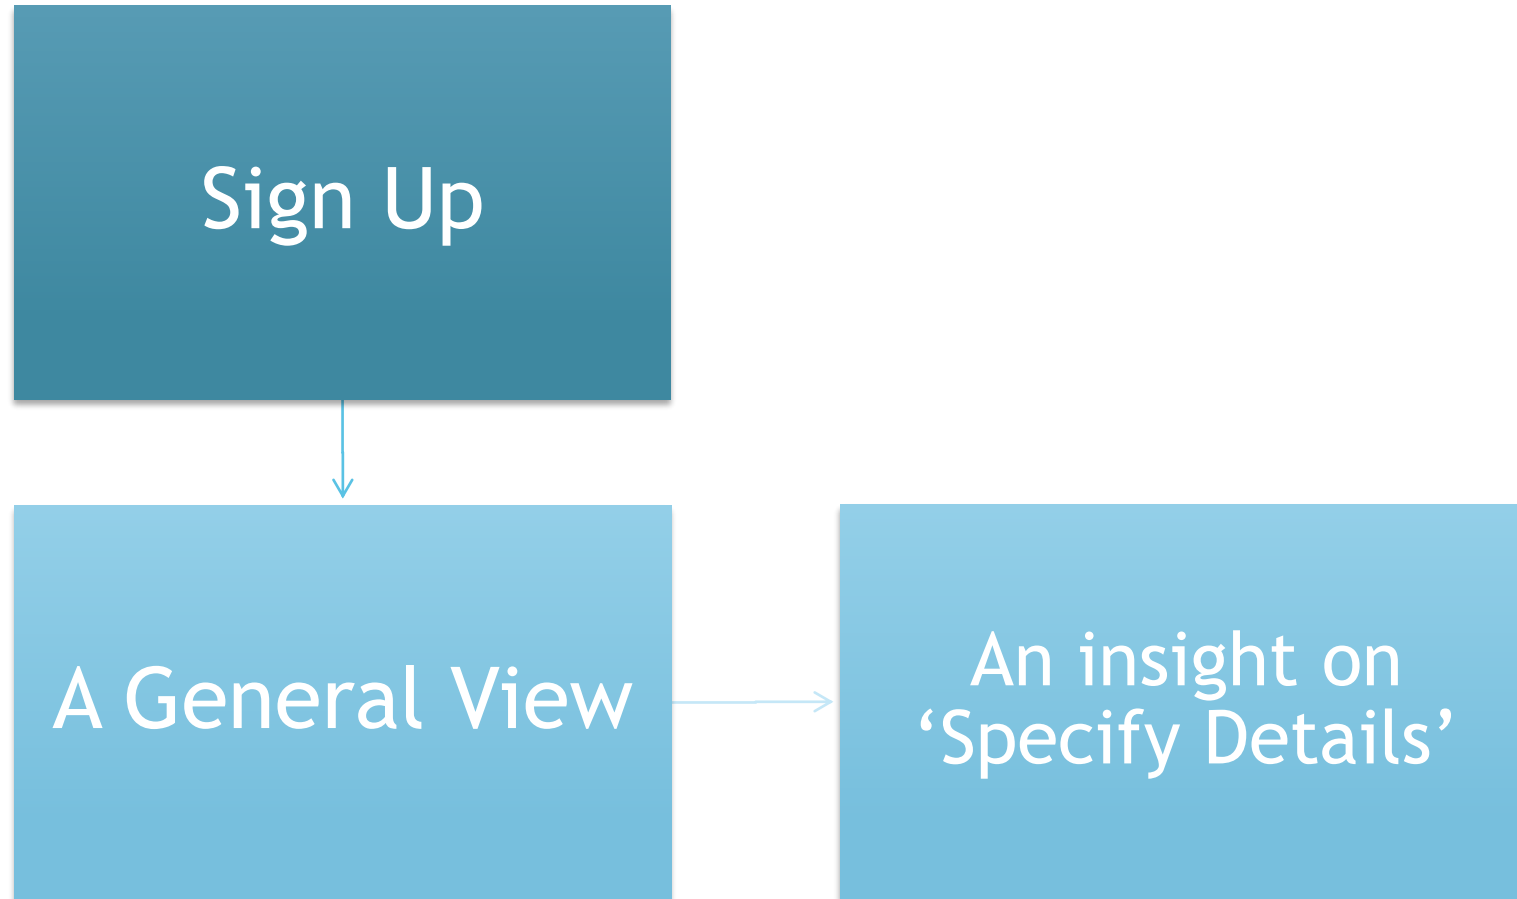 Sign Up
A General View
An insight on
‘Specify Details’